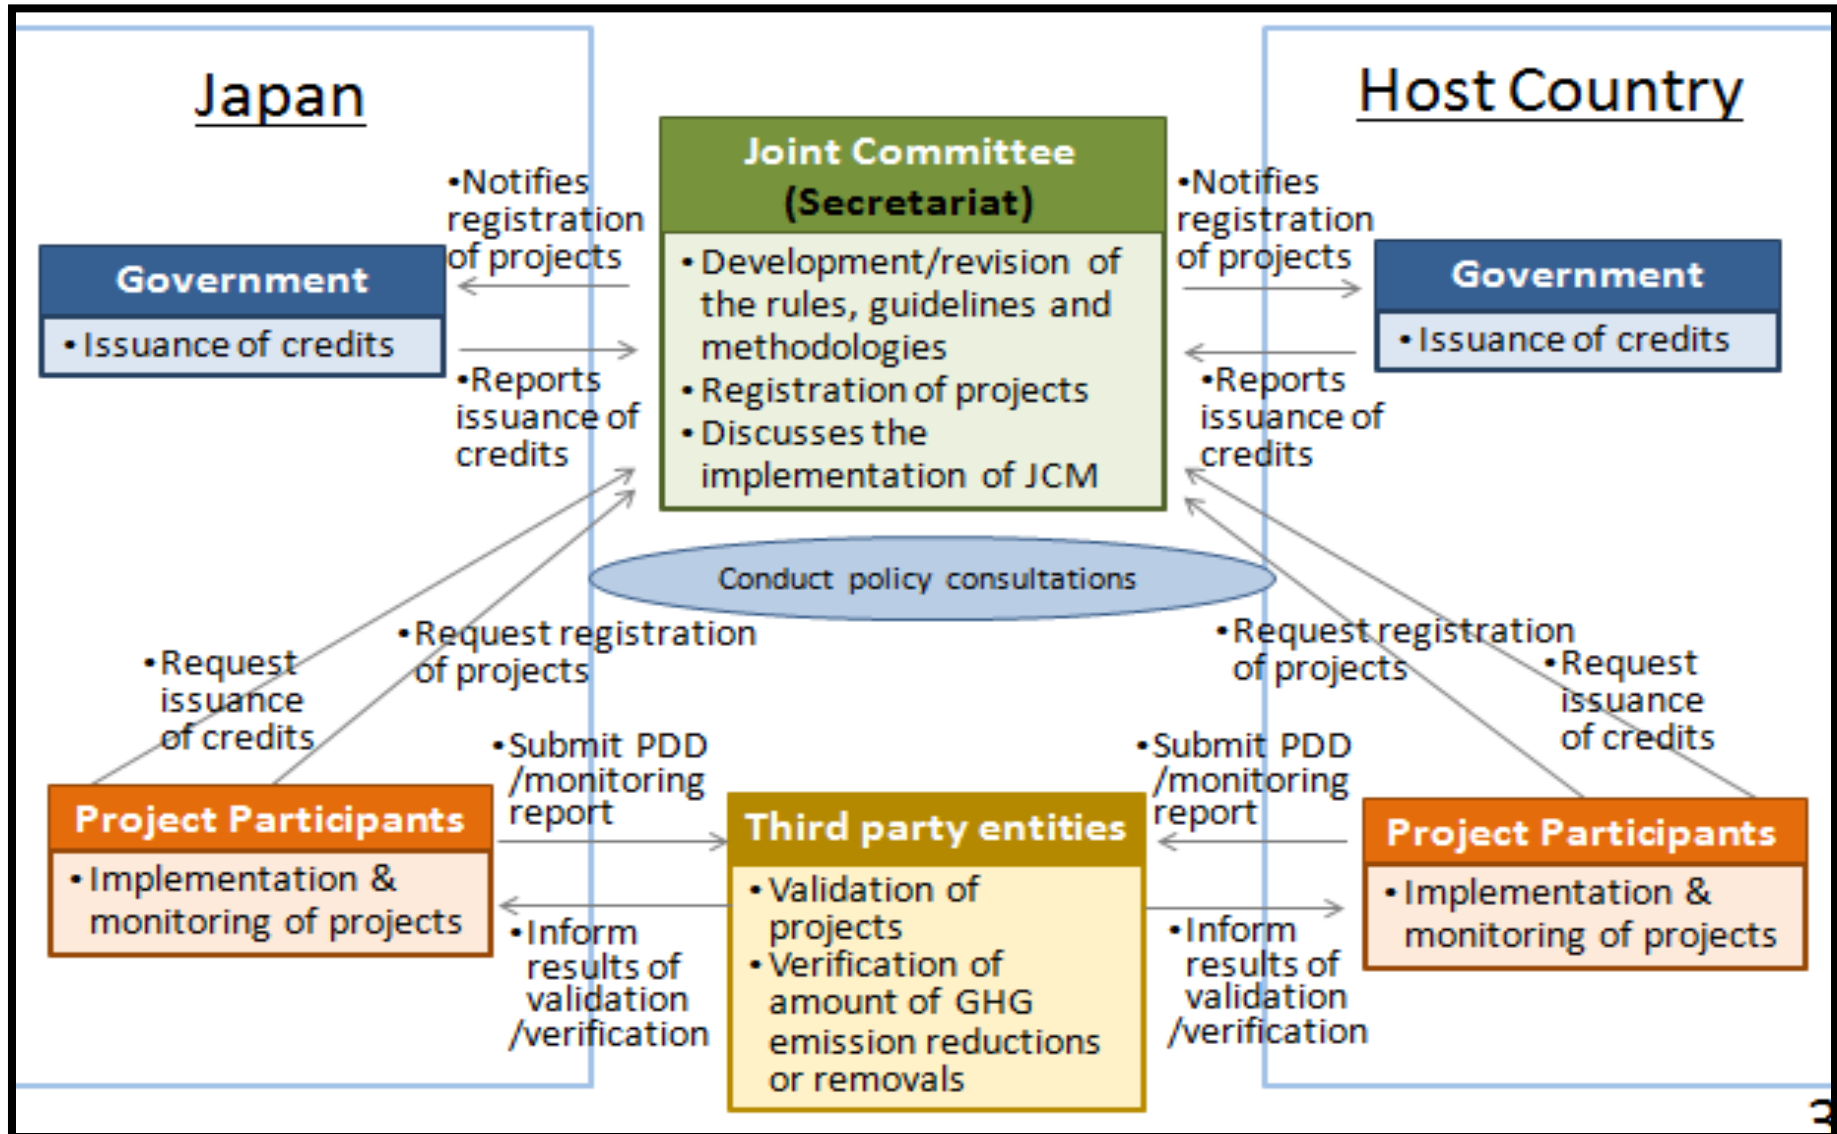 Japan
Host Country
Joint Committee
(Secretariat)
• Development/revision of
the rules, guidelines and
methodologies
• Registration of projects
• Discusses the
implementation of JCM
•Notifies
registration
of projects
•Notifies
registration
of projects
Government
• Issuance of credits
Government
• Issuance of credits
•Reports
issuance of
credits
•Reports
issuance of
credits
Conduct policy consultations
•Request
issuance
of credits
•Request registration
of projects
•Request registration
of projects
•Request
issuance
of credits
•Submit PDD
/monitoring
report
•Submit PDD
/monitoring
report
Project Participants
• Implementation &
monitoring of projects
Third party entities
• Validation of
projects
• Verification of
amount of GHG
emission reductions
or removals
Project Participants
• Implementation &
monitoring of projects
•Inform
results of
validation
/verification
•Inform
results of
validation
/verification
3